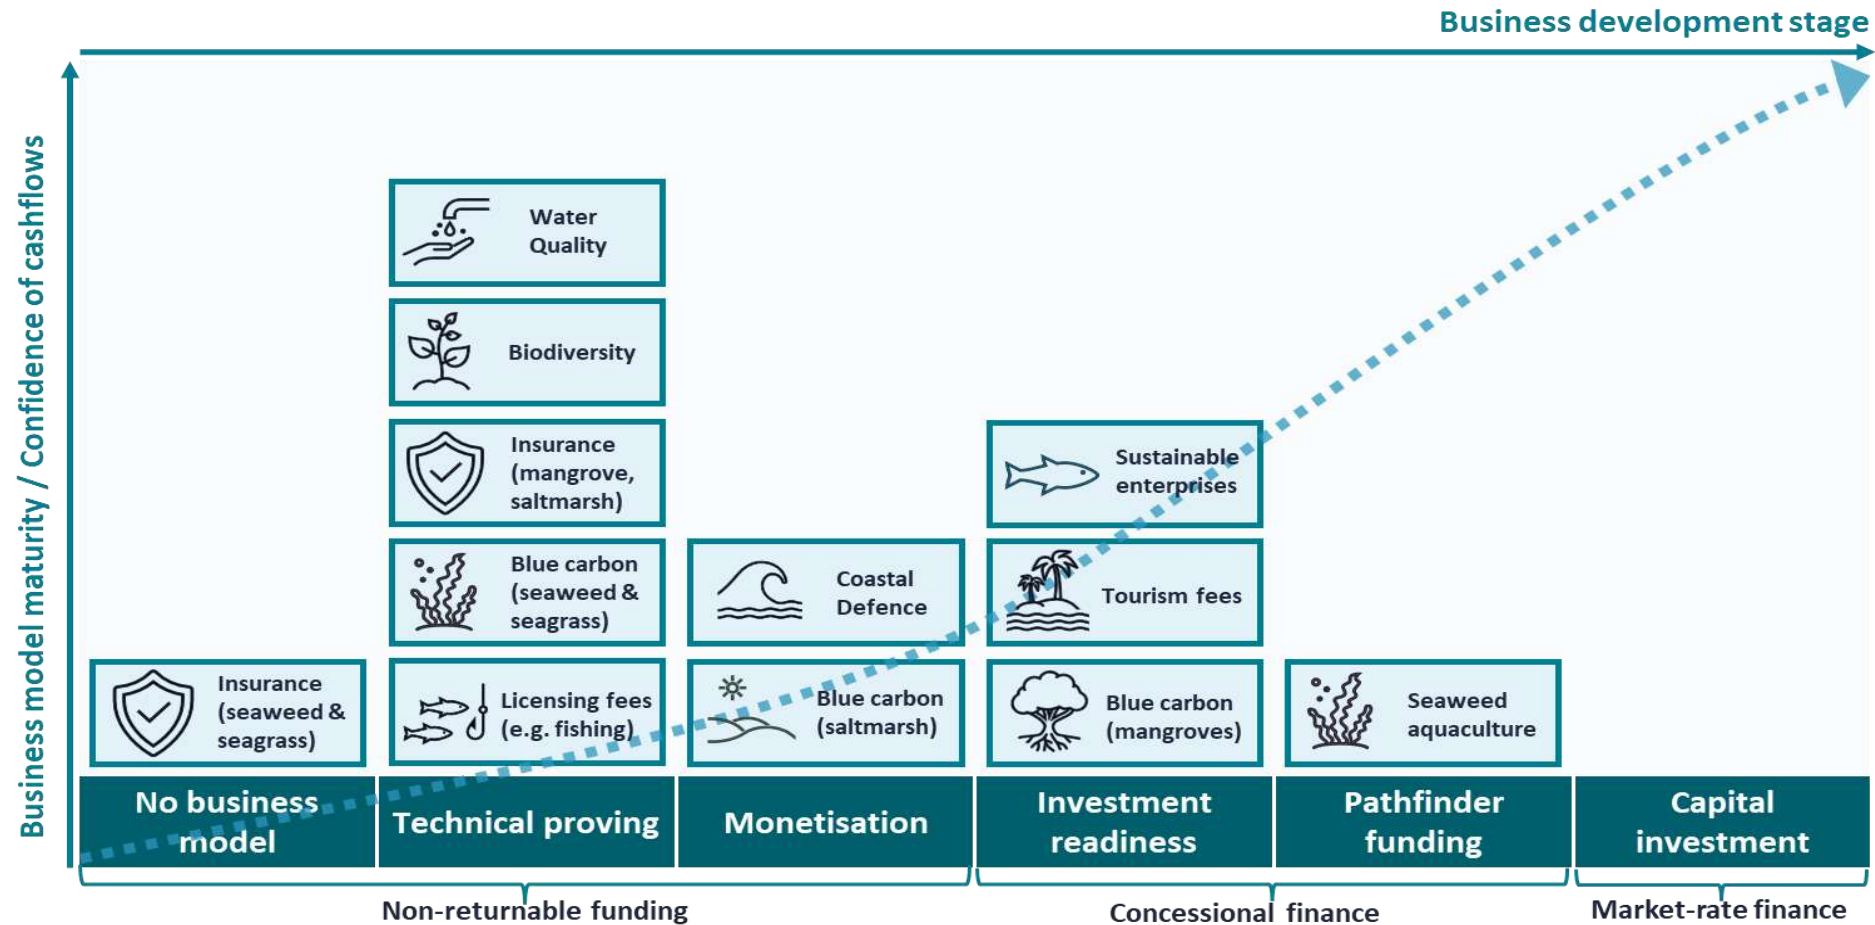 Business development stage
Business model maturity / Confidence of cashflows
Water
Quality
Biodiversity
Insurance
(mangrove,
saltmarsh)
Blue carbon
(seaweed &
seagrass)
Licensing fees
(e.g. fishing)
Insurance
(seaweed &
seagrass)
Coastal
Defence
Blue carbon
(saltmarsh)
Sustainable
enterprises
Tourism fees
Blue carbon
(mangroves)
Seaweed
aquaculture
No business
model
Technical proving
Monetisation
Investment
readiness
Pathfinder
funding
Capital
investment
Non-returnable funding
Concessional finance
Market-rate finance